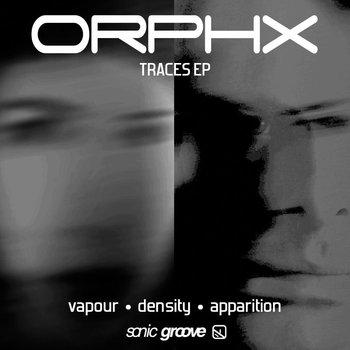 ORPHX
TRACES EP
vapour • density • apparition
sonic groove